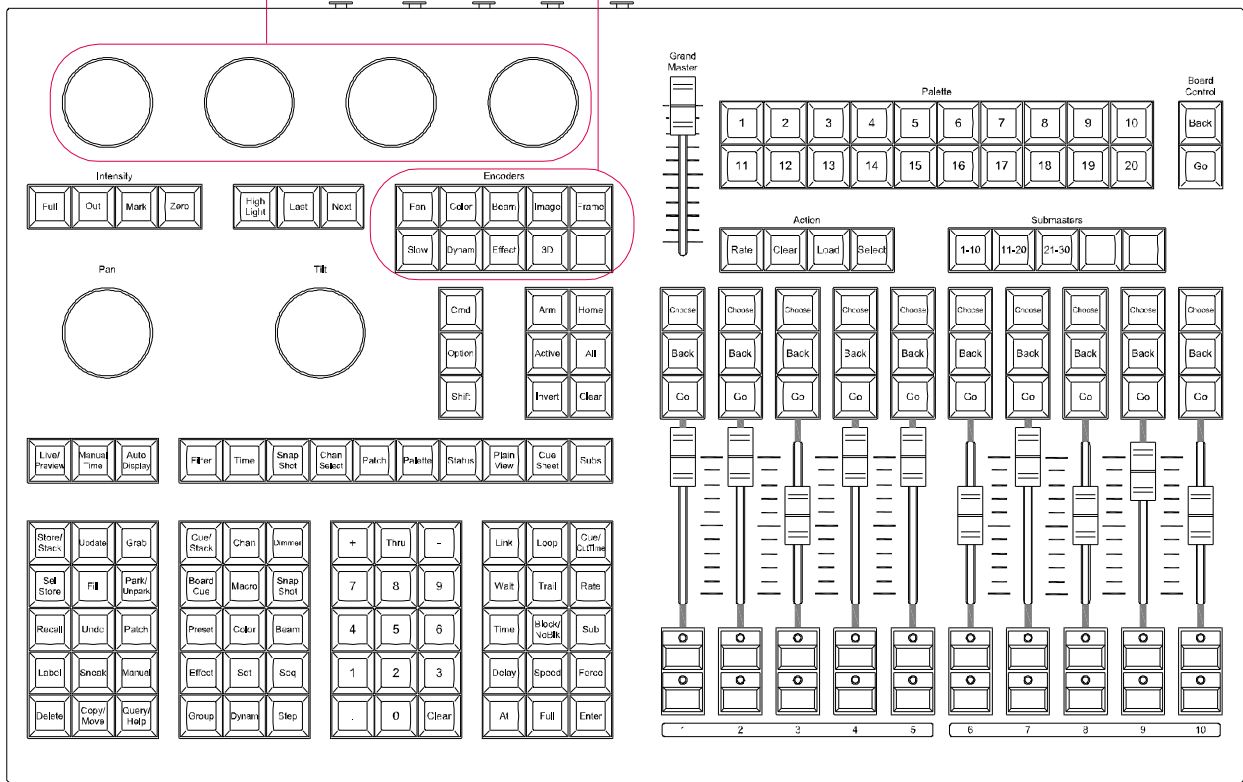 Grand
Master
Palette
Board
Control
1 2 3 4 5 6 7 8 9 10
Back
11 12 13 14 15 16 17 18 19 20
Go
Intensity
Encoders
Full Out Mark Zero
High
Light
Last Next
Fan Color Beam Image Frame
Slow Dynam Effect 3D
Action
Submasters
Rate Clear Load Select
1-10 11-20 21-30
Pan
Tilt
Cmd
Arm Home
Option
Active All
Shift
Invert Clear
Choose Choose Choose Choose Choose Choose Choose Choose Choose Choose
Back Back Back Back Back Back Back Back Back Back
Go Go Go Go Go Go Go Go Go Go
Live/
Preview
Manual
Time
Auto
Display
Filter Time
Snap
Shot
Chan
Select
Patch Palette Status
Plain
View
Cue
Sheet
Subs
Store/
Stack
Update Grab
Sel
Store
Fill
Park/
Unpark
Recall Undo Patch
Label Sneak Manual
Delete
Copy/
Move
Query/
Help
Cue/
Stack
Chan Dimmer
Board
Cue
Macro
Snap
Shot
Preset Color Beam
Effect Set Seq
Group Dynam Step
+ Thru -
7 8 9
4 5 6
1 2 3
. 0 Clear
Link Loop
Cue/
CutTime
Wait Trail Rate
Time
Block/
NoBlk
Sub
Delay Speed Force
At Full Enter
1 2 3 4 5 6 7 8 9 10